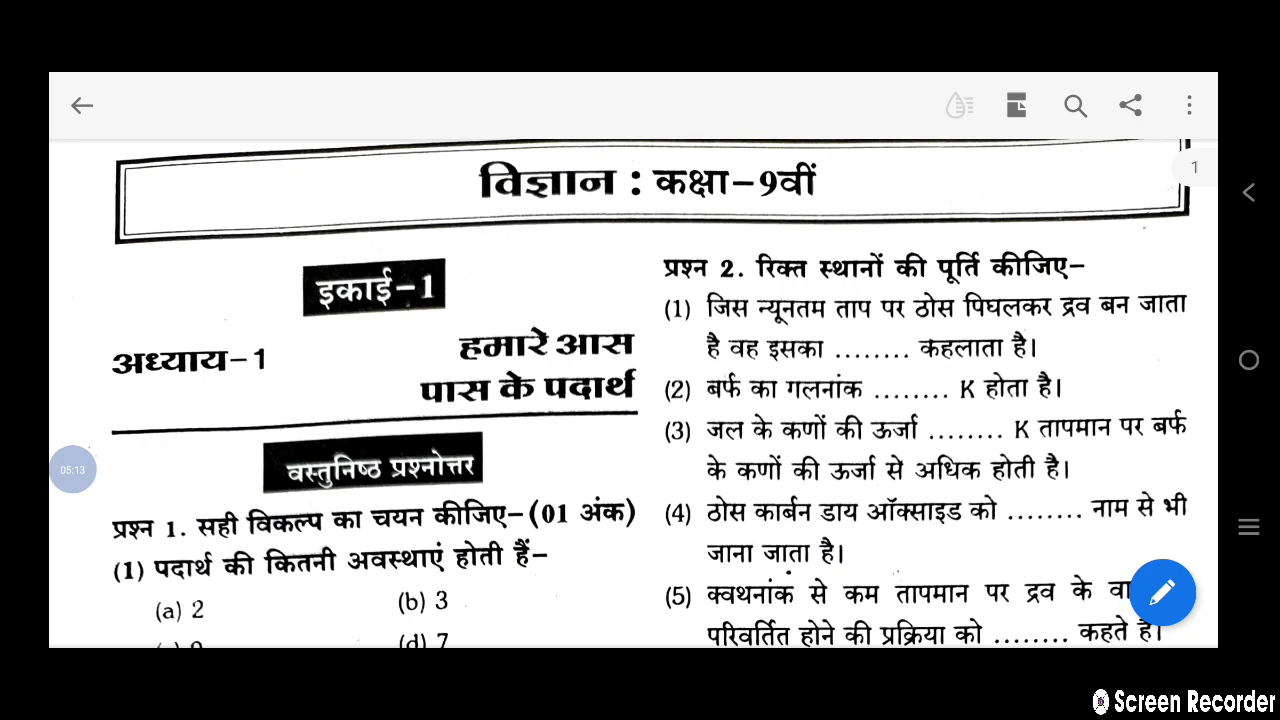 1
विज्ञान : कक्षा-9वीं
इकाई-1
अध्याय-1
हमारे आस
पास के पदार्थ
वस्तुनिष्ठ प्रश्नोत्तर
प्रश्न 1. सही विकल्प का चयन कीजिए-(01 अंक)
(1) पदार्थ की कितनी अवस्थाएं होती हैं-
(a) 2
(b) 3
(d) 7
प्रश्न 2. रिक्त स्थानों की पूर्ति कीजिए-
(1) जिस न्यूनतम ताप पर ठोस पिघलकर द्रव बन जाता
है वह इसका ........ कहलाता है।
(2) बर्फ का गलनांक ........ K होता है।
(3) जल के कणों की ऊर्जा ........ K तापमान पर बर्फ
के कणों की ऊर्जा से अधिक होती है।
(4) ठोस कार्बन डाय ऑक्साइड को ........ नाम से भी
जाना जाता है।
(5) क्वथनांक से कम तापमान पर द्रव के
परिवर्तित होने की प्रक्रिया को ........ कहते है।
05:13
Screen Recorder